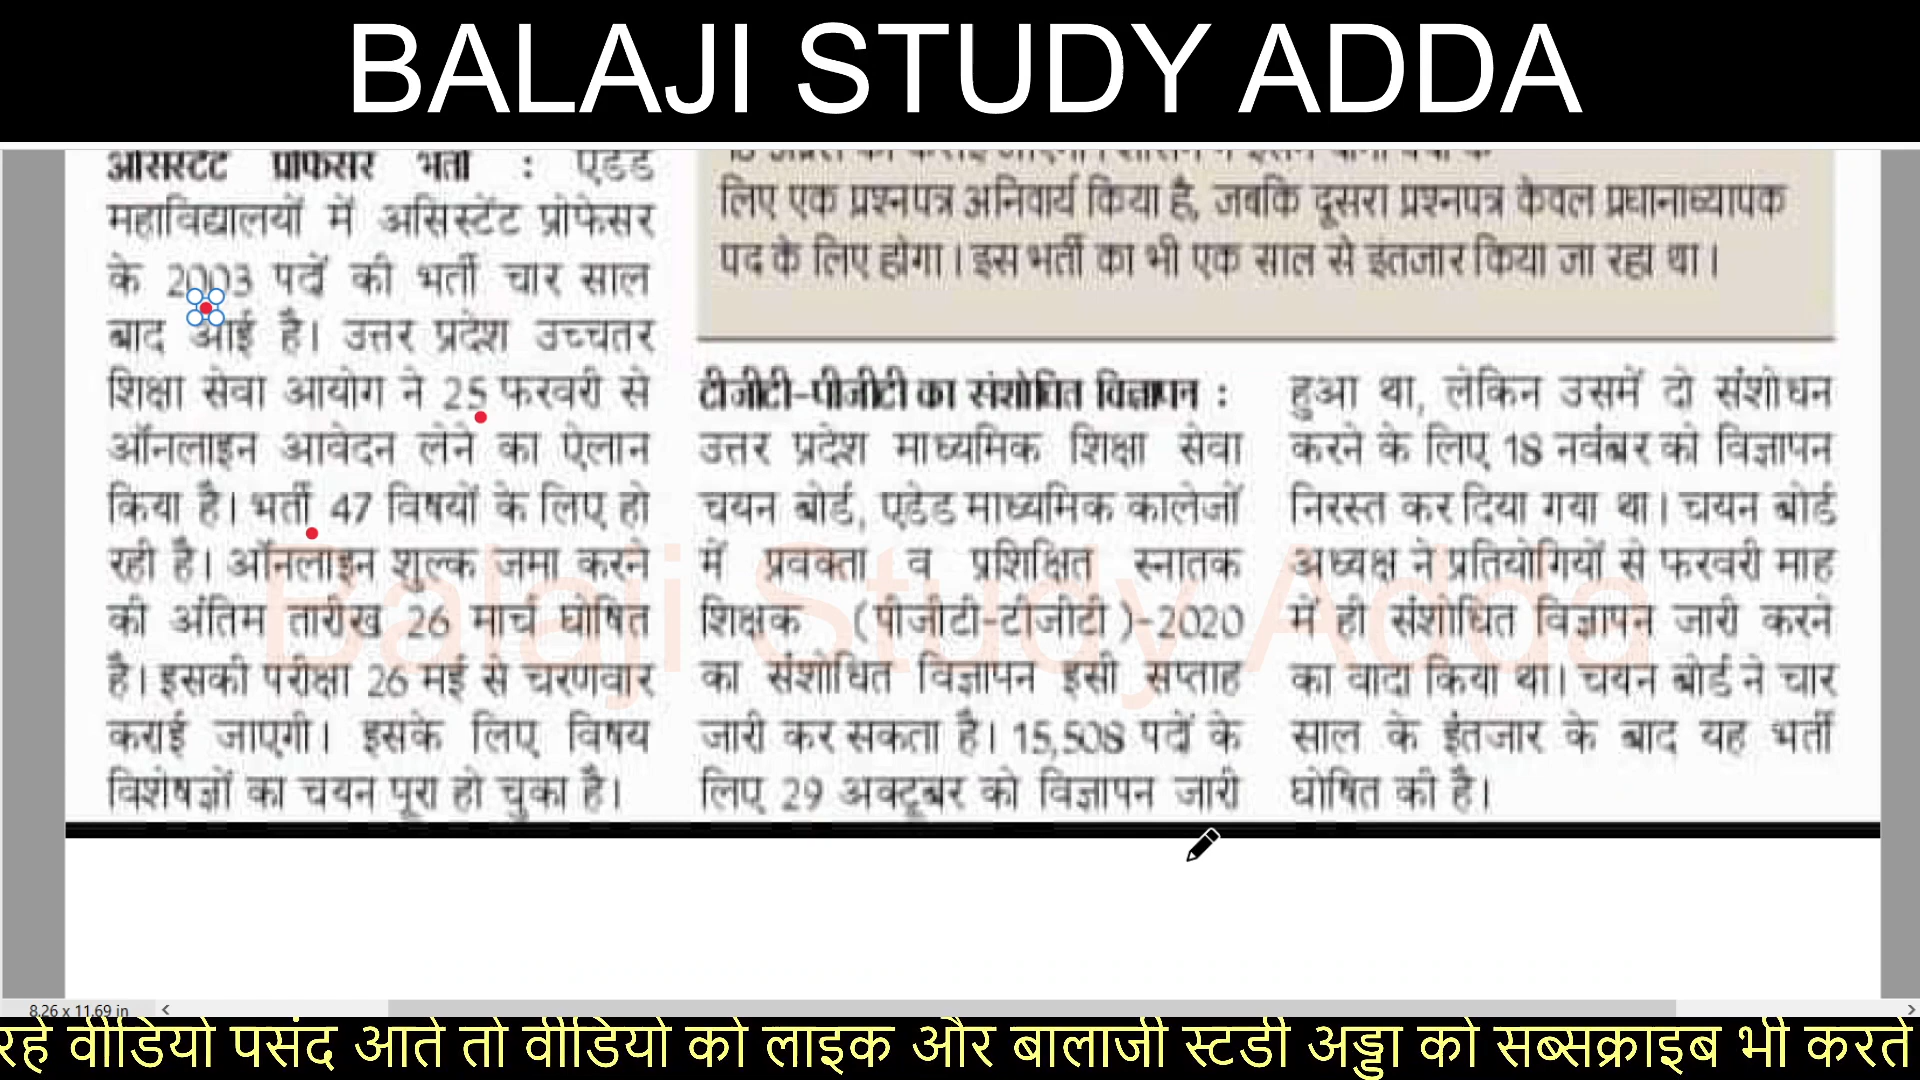 BALAJI STUDY ADDA
असिस्टेंट प्रोफेसर भर्ती : एडेड
महाविद्यालयों में असिस्टेंट प्रोफेसर
के 2003 पदों की भर्ती चार साल
बाद आई है। उत्तर प्रदेश उच्चतर
शिक्षा सेवा आयोग ने 25 फरवरी से
ऑनलाइन आवेदन लेने का ऐलान
किया है। भर्ती 47 विषयों के लिए हो
रही है। ऑनलाइन शुल्क जमा करने
की अंतिम तारीख 26 मार्च घोषित
है। इसकी परीक्षा 26 मई से चरणवार
कराई जाएगी। इसके लिए विषय
विशेषज्ञों का चयन पूरा हो चुका है।
लिए एक प्रश्नपत्र अनिवार्य किया है, जबकि दूसरा प्रश्नपत्र केवल प्रधानाध्यापक
पद के लिए होगा। इस भर्ती का भी एक साल से इंतजार किया जा रहा था।
टीजीटी-पीजीटी का संशोधित विज्ञापन :
उत्तर प्रदेश माध्यमिक शिक्षा सेवा
चयन बोर्ड, एडेड माध्यमिक कालेजों
में प्रवक्ता व प्रशिक्षित स्नातक
शिक्षक (पीजीटी-टीजीटी )-2020
का संशोधित विज्ञापन इसी सप्ताह
जारी कर सकता है। 15,508 पदों के
लिए 29 अक्टूबर को विज्ञापन जारी
हुआ था, लेकिन उसमें दो संशोधन
करने के लिए 18 नवंबर को विज्ञापन
निरस्त कर दिया गया था। चयन बोर्ड
अध्यक्ष ने प्रतियोगियों से फरवरी माह
में ही संशोधित विज्ञापन जारी करने
का वादा किया था। चयन बोर्ड ने चार
साल के इंतजार के बाद यह भर्ती
घोषित की है।
Balaji Study Adda
8.26 x 11.69 in
रहे वीडियो पसंद आते तो वीडियो को लाइक और बालाजी स्टडी अड्डा को सब्सक्राइब भी करते